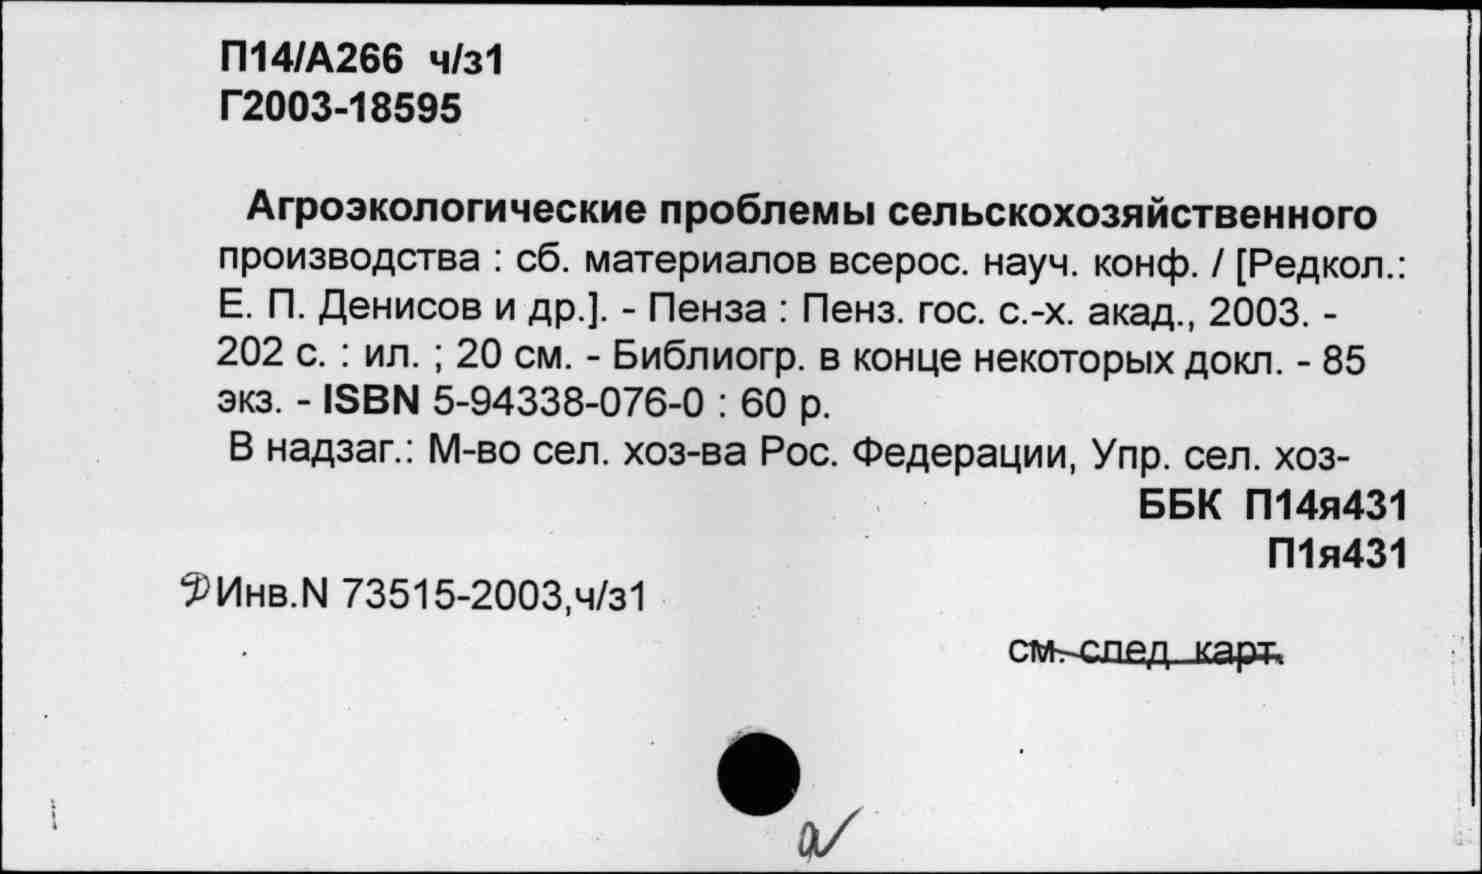 П14/А266 ч/з1
Г2003-18595
Агроэкологические проблемы сельскохозяйственного
производства : сб. материалов всерос. науч. конф. / [Редкол.:
Е. П. Денисов и др.]. - Пенза : Пенз. гос. с.-х. акад., 2003. -
202 с. : ил. ; 20 см. - Библиогр. в конце некоторых докл. - 85
экз. - ISBN 5-94338-076-0 : 60 р.
В надзаг.: М-во сел. хоз-ва Рос. Федерации, Упр. сел. хоз-
ББК П14я431
П1я431
Инв.N 73515-2003,ч/з1
см. след. карт.